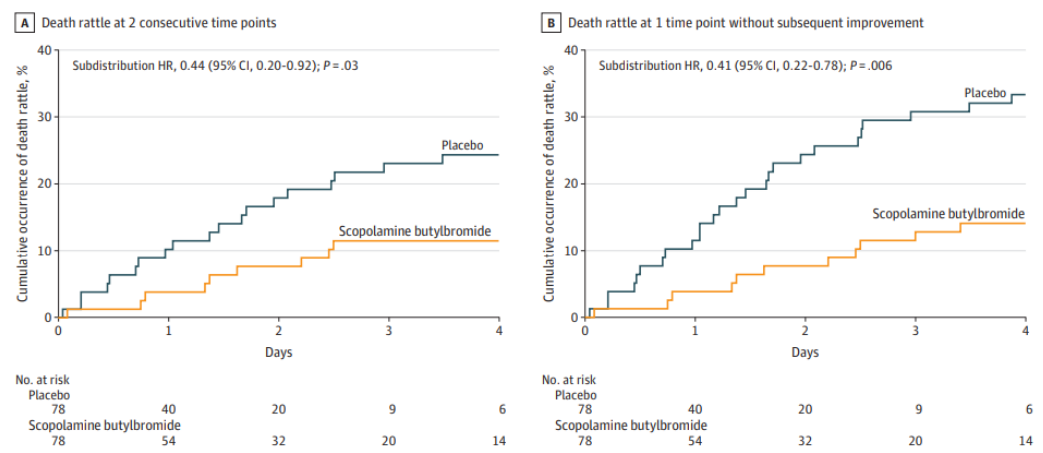 A Death rattle at 2 consecutive time points
Subdistribution HR, 0.44 (95% CI, 0.20-0.92); P = .03
Cumulative occurrence of death rattle, %
40
30
20
10
0
Placebo
Scopolamine butylbromide
0 1 2 3 4
Days
No. at risk
Placebo
78 40 20 9 6
Scopolamine butylbromide
78 54 32 20 14
B Death rattle at 1 time point without subsequent improvement
Subdistribution HR, 0.41 (95% CI, 0.22-0.78); P = .006
Cumulative occurrence of death rattle, %
40
30
20
10
0
Placebo
Scopolamine butylbromide
0 1 2 3 4
Days
No. at risk
Placebo
78 40 20 9 6
Scopolamine butylbromide
78 54 32 20 14